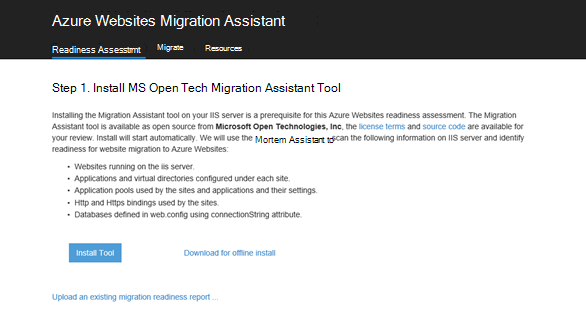 Azure Websites Migration Assistant
Readiness Assesstmt Migrate Resources
Step 1. Install MS Open Tech Migration Assistant Tool
Installing the Migration Assistant tool on your IIS server is a prerequisite for this Azure Websites readiness assessment. The Migration
Assistant tool is available as open source from Microsoft Open Technologies, Inc, the license terms and source code are available for
your review. Install will start automatically. We will use the Mortem Assistant to scan the following information on IIS server and identify
readiness for website migration to Azure Websites:
• Websites running on the iis server.
• Applications and virtual directories configured under each site.
• Application pools used by the sites and applications and their settings.
• Http and Https bindings used by the sites.
• Databases defined in web.config using connectionString attribute.
Install Tool Download for offline install
Upload an existing migration readiness report ...